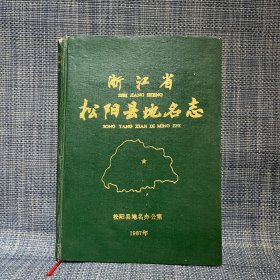 浙江省
ZHE JIANG SHENG
松阳县地名志
SONG YANG XIAN DI MING ZHI
松阳县地名办公室
1987年